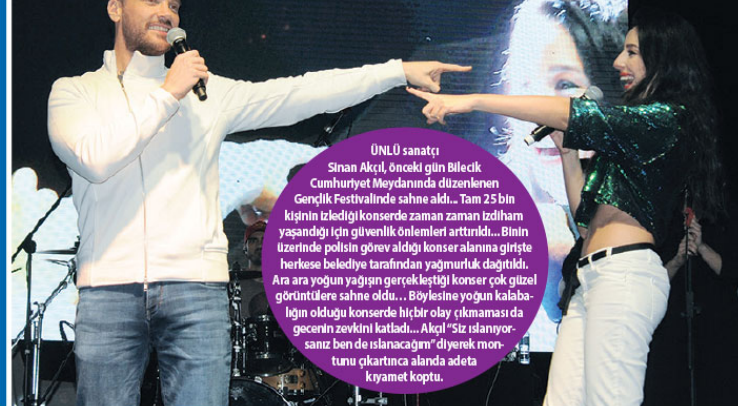 ÜNLÜ sanatçı
Sinan Akçıl, önceki gün Bilecik
Cumhuriyet Meydanında düzenlenen
Gençlik Festivalinde sahne aldı... Tam 25 bin
kişinin izlediği konserde zaman zaman izdiham
yaşandığı için güvenlik önlemleri arttırıldı... Binin
üzerinde polisin görev aldığı konser alanına girişte
herkese belediye tarafından yağmurluk dağıtıldı.
Ara ara yoğun yağışın gerçekleştiği konser çok güzel
görüntülere sahne oldu… Böylesine yoğun kalaba-
lığın olduğu konserde hiçbir olay çıkmaması da
gecenin zevkini katladı... Akçıl “Siz ıslanıyor-
sanız ben de ıslanacağım” diyerek mon-
tunu çıkartınca alanda adeta
kıyamet koptu.